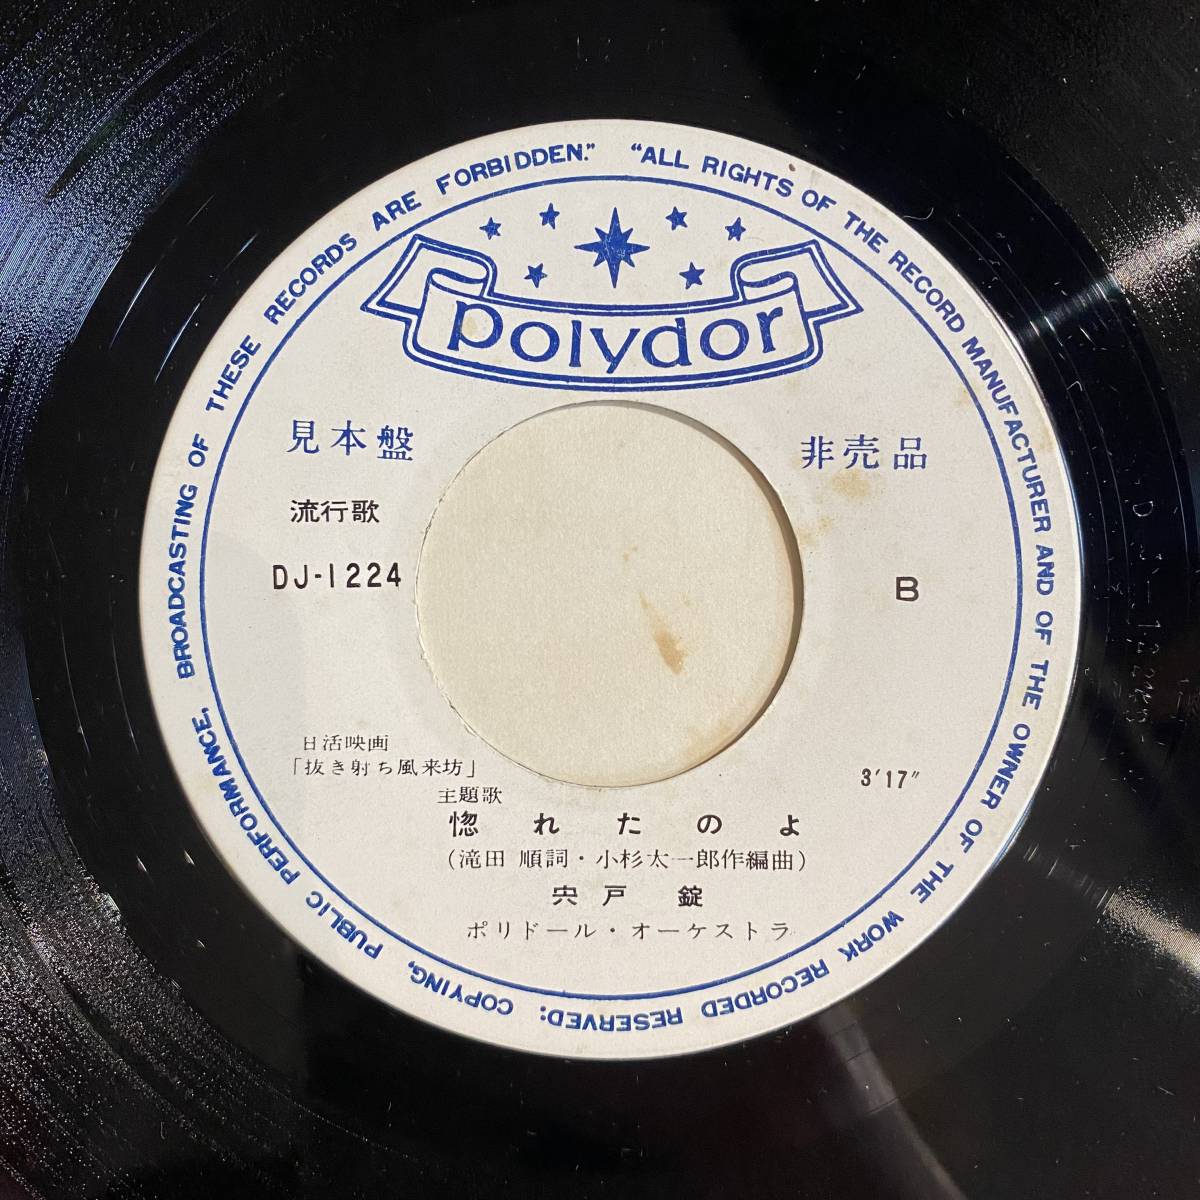 “ALL RIGHTS OF THE RECORD MANUFACTURER AND OF THE OWNER OF THE WORK RECORDED RESERVED: COPYING, PUBLIC PERFORMANCE, BROADCASTING OF THESE RECORDS ARE FORBIDDEN.”
polydor
見本盤
非売品
流行歌
DJ-1224
B
日活映画
「抜き射ち風来坊」
主題歌
3′17″
惚れたのよ
(滝田 順詞・小杉太一郎作編曲)
宍戸 錠
ポリドール・オーケストラ